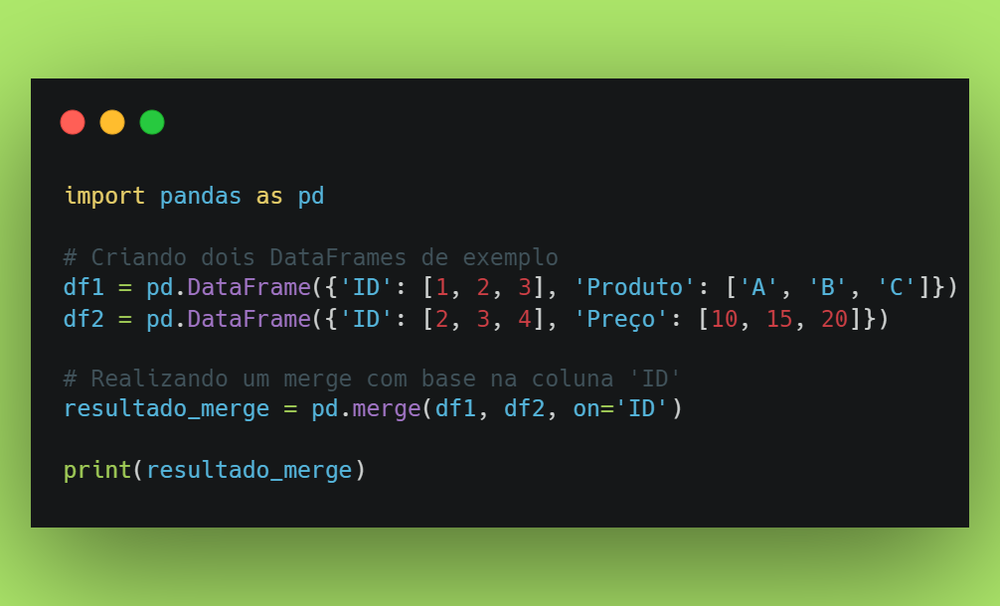 import pandas as pd
# Criando dois DataFrames de exemplo
df1 = pd.DataFrame({'ID': [1, 2, 3], 'Produto': ['A', 'B', 'C']})
df2 = pd.DataFrame({'ID': [2, 3, 4], 'Preço': [10, 15, 20]})
# Realizando um merge com base na coluna 'ID'
resultado_merge = pd.merge(df1, df2, on='ID')
print(resultado_merge)